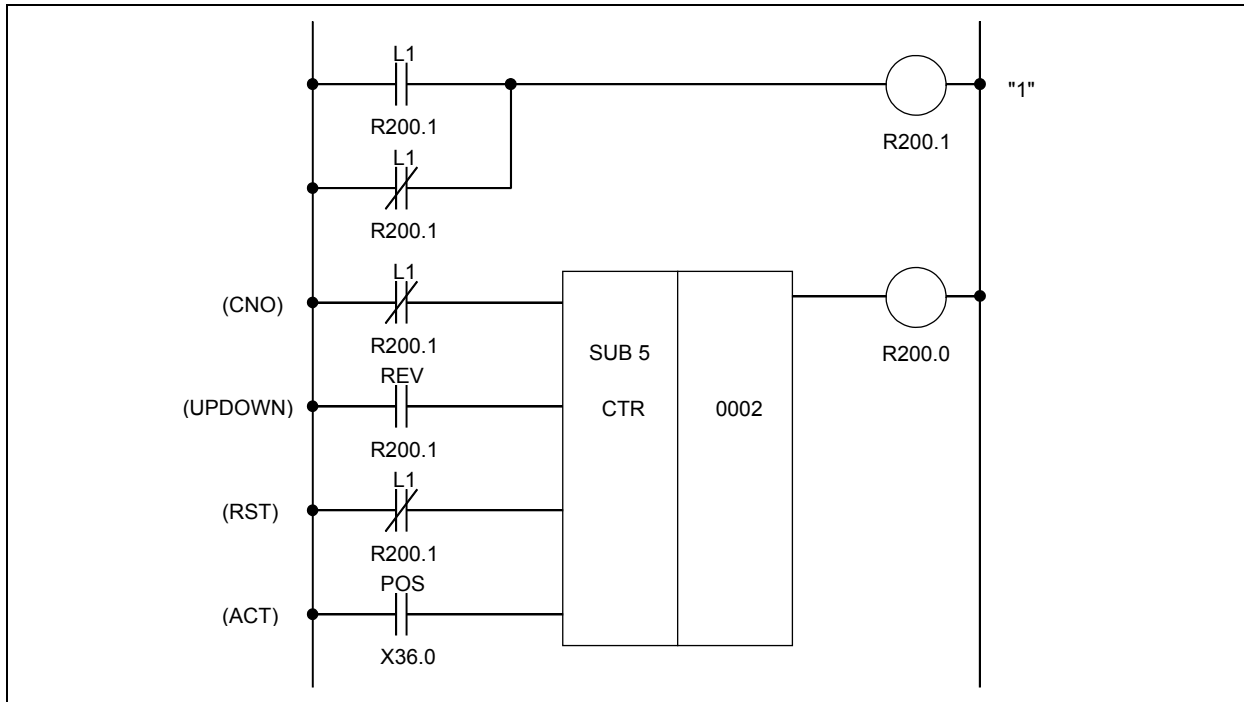 L1
"1"
R200.1
R200.1
L1
R200.1
L1
(CNO)
R200.1
SUB 5
R200.0
REV
(UPDOWN)
CTR
0002
R200.1
L1
(RST)
R200.1
POS
(ACT)
X36.0